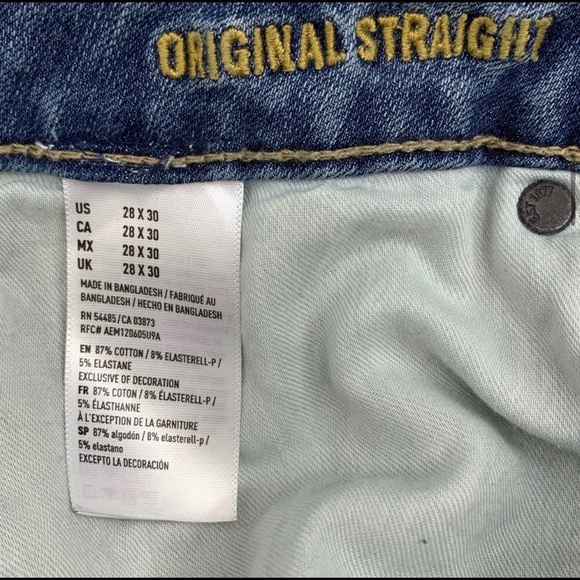 ORIGINAL STRAIGHT
US 28 X 30
CA 28 X 30
MX 28 X 30
UK 28 X 30
MADE IN BANGLADESH / FABRIQUÉ AU
BANGLADESH / HECHO EN BANGLADESH
RN 54485 / CA 03873
RFC# AEM120605U9A
EN 87% COTTON / 8% ELASTERELL-P /
5% ELASTANE
EXCLUSIVE OF DECORATION
FR 87% COTON / 8% ÉLASTERELL-P /
5% ÉLASTHANNE
À L'EXCEPTION DE LA GARNITURE
SP 87% algodón / 8% elasterell-p /
5% elastano
EXCEPTO LA DECORACIÓN
EST 1977